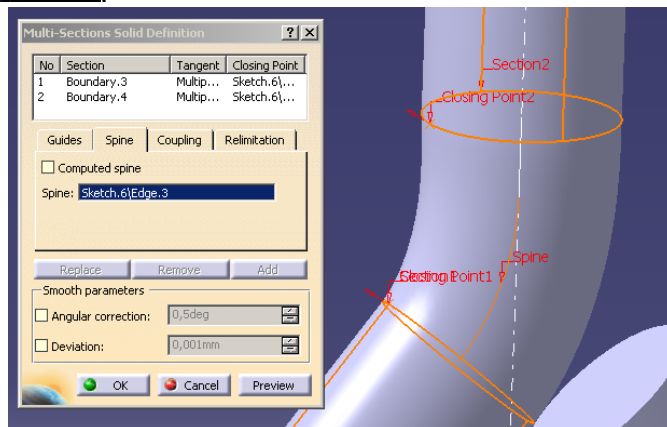 Multi-Sections Solid Definition
No Section Tangent Closing Point
1 Boundary.3 Multip... Sketch.6\...
2 Boundary.4 Multip... Sketch.6\...
Guides Spine Coupling Relimitation
Computed spine
Spine: Sketch.6\Edge.3
Replace Remove Add
Smooth parameters
Angular correction: 0,5deg
Deviation: 0,001mm
OK Cancel Preview
Section2
Closing Point2
Spine
Point1